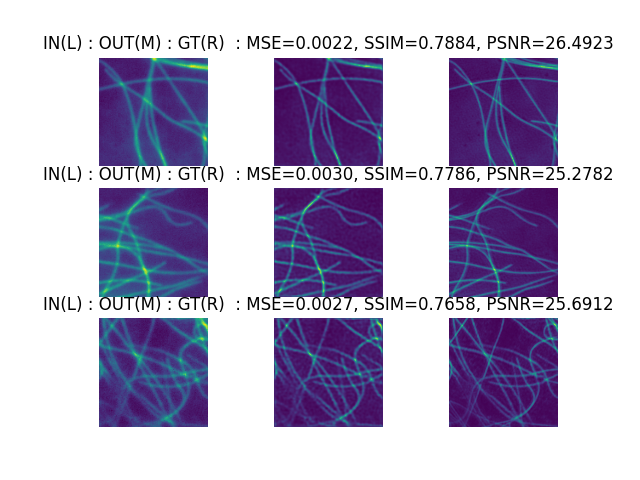 IN(L) : OUT(M) : GT(R)  : MSE=0.0022, SSIM=0.7884, PSNR=26.4923
IN(L) : OUT(M) : GT(R)  : MSE=0.0030, SSIM=0.7786, PSNR=25.2782
IN(L) : OUT(M) : GT(R)  : MSE=0.0027, SSIM=0.7658, PSNR=25.6912